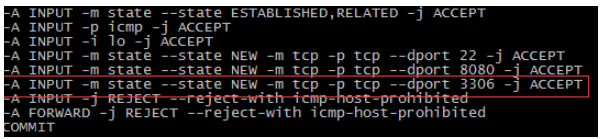 -A INPUT -m state --state ESTABLISHED,RELATED -j ACCEPT
-A INPUT -p icmp -j ACCEPT
-A INPUT -i lo -j ACCEPT
-A INPUT -m state --state NEW -m tcp -p tcp --dport 22 -j ACCEPT
-A INPUT -m state --state NEW -m tcp -p tcp --dport 8080 -j ACCEPT
-A INPUT -m state --state NEW -m tcp -p tcp --dport 3306 -j ACCEPT
-A INPUT -j REJECT --reject-with icmp-host-prohibited
-A FORWARD -j REJECT --reject-with icmp-host-prohibited
COMMIT